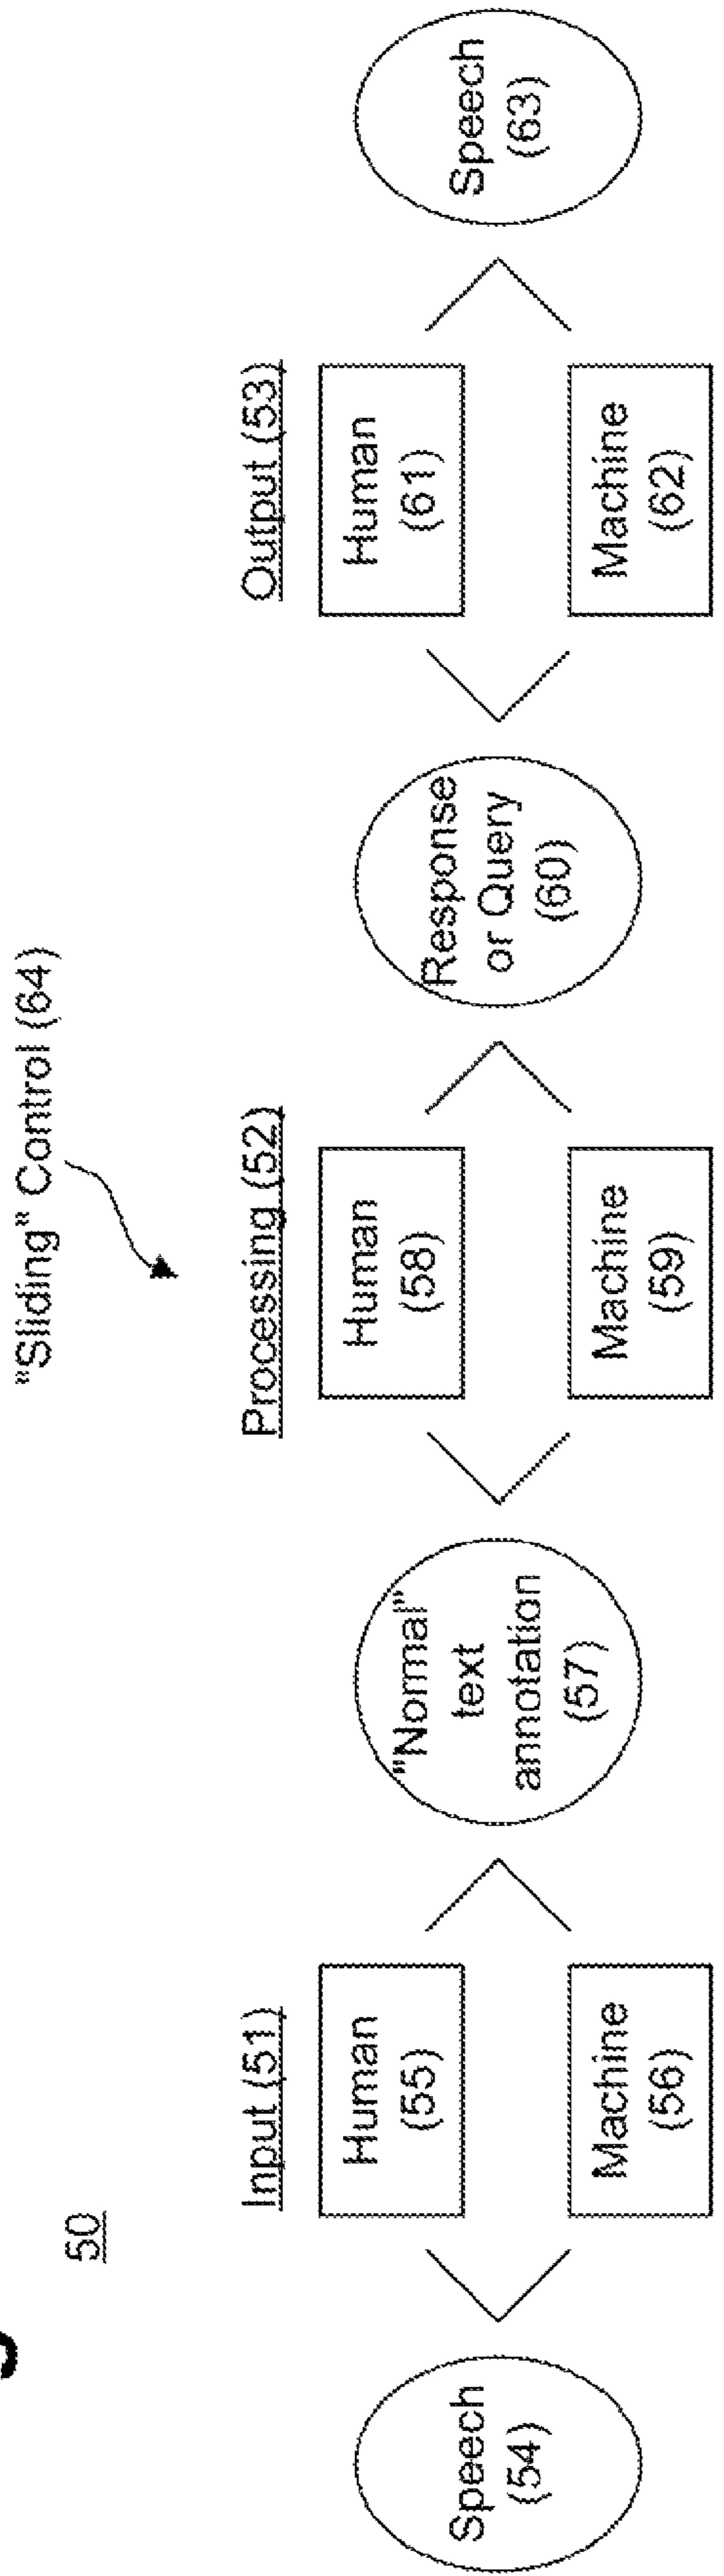 "Sliding" Control (64)
50
Input (51)
Processing (52)
Output (53)
Speech
(54)
Human
(55)
Machine
(56)
"Normal"
text
annotation
(57)
Human
(58)
Machine
(59)
Response
or Query
(60)
Human
(61)
Machine
(62)
Speech
(63)